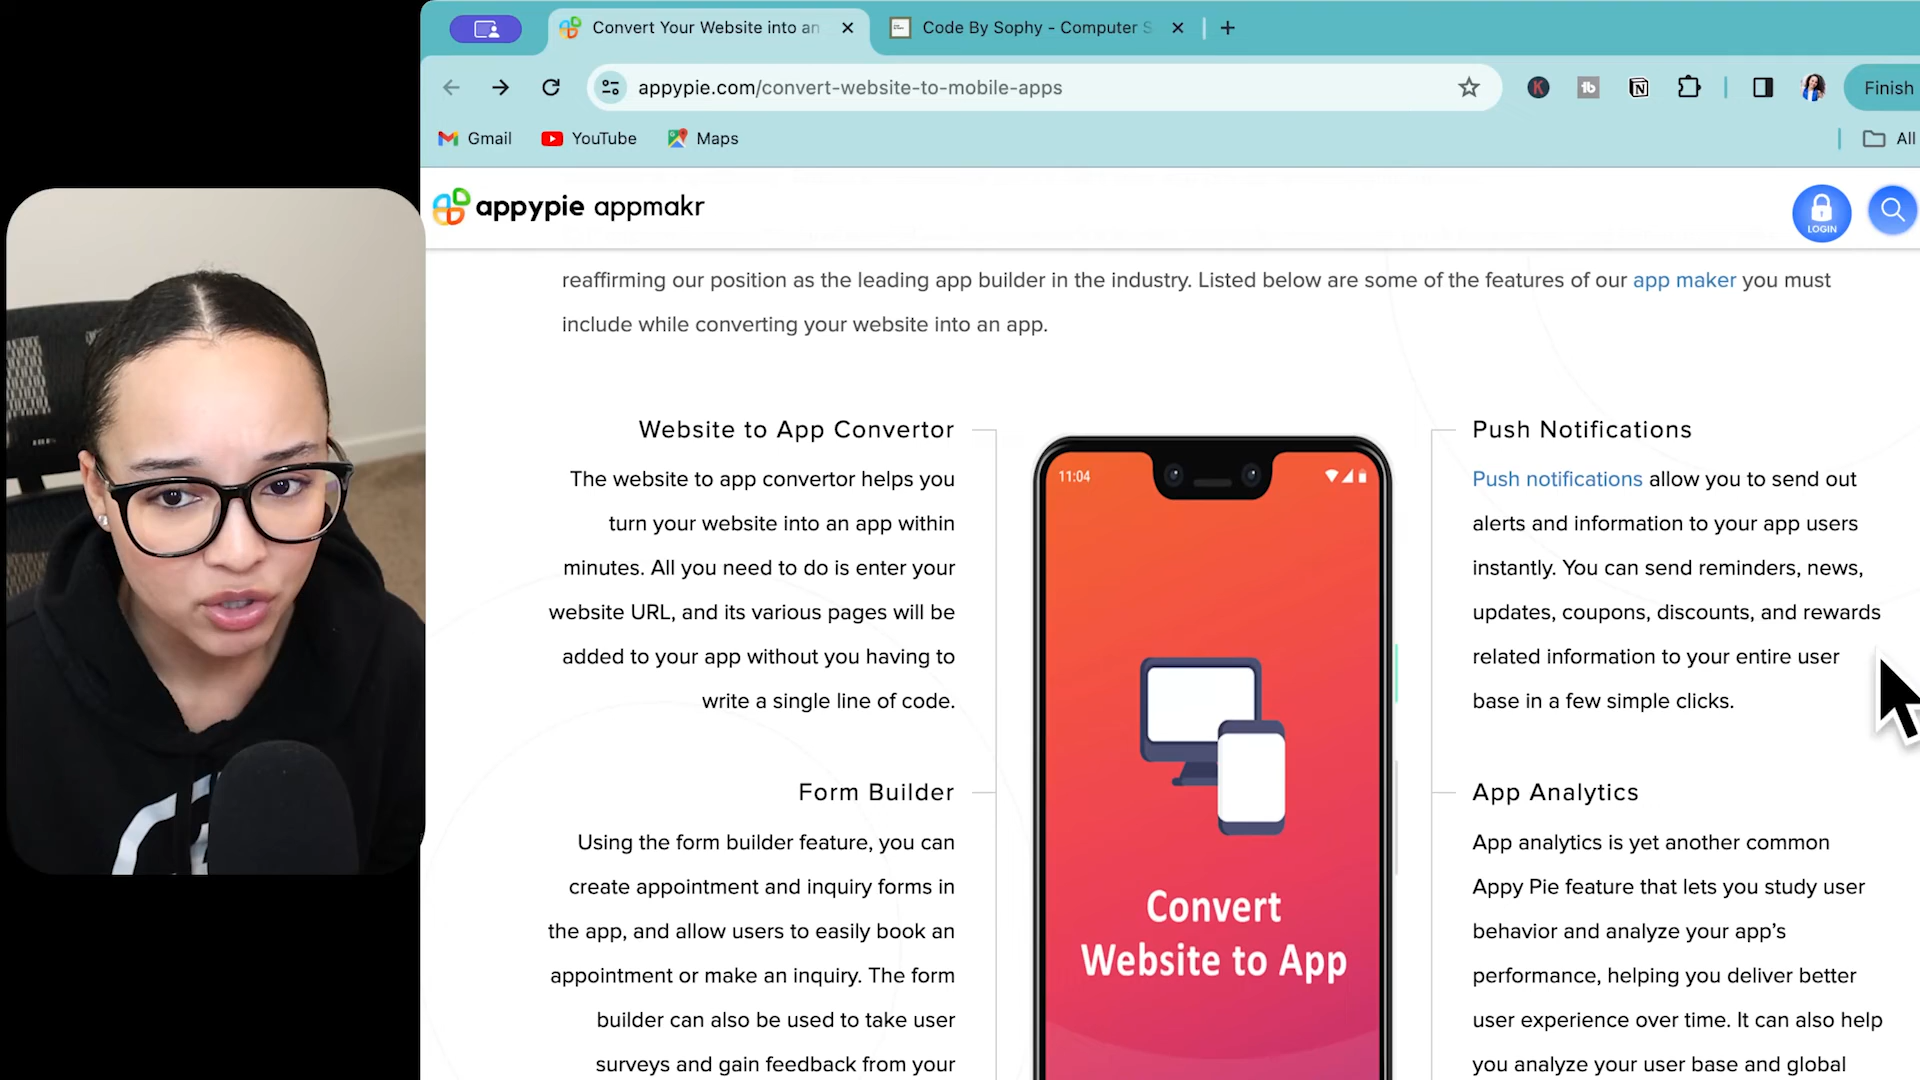 Convert Your Website into an
Code By Sophy - Computer S
appypie.com/convert-website-to-mobile-apps
K
tb
N
Finish
Gmail
YouTube
Maps
All
appypie appmakr
LOGIN
reaffirming our position as the leading app builder in the industry. Listed below are some of the features of our app maker you must
include while converting your website into an app.
Website to App Convertor
The website to app convertor helps you
turn your website into an app within
minutes. All you need to do is enter your
website URL, and its various pages will be
added to your app without you having to
write a single line of code.
Form Builder
Using the form builder feature, you can
create appointment and inquiry forms in
the app, and allow users to easily book an
appointment or make an inquiry. The form
builder can also be used to take user
surveys and gain feedback from your
11:04
Convert
Website to App
Push Notifications
Push notifications allow you to send out
alerts and information to your app users
instantly. You can send reminders, news,
updates, coupons, discounts, and rewards
related information to your entire user
base in a few simple clicks.
App Analytics
App analytics is yet another common
Appy Pie feature that lets you study user
behavior and analyze your app's
performance, helping you deliver better
user experience over time. It can also help
you analyze your user base and global